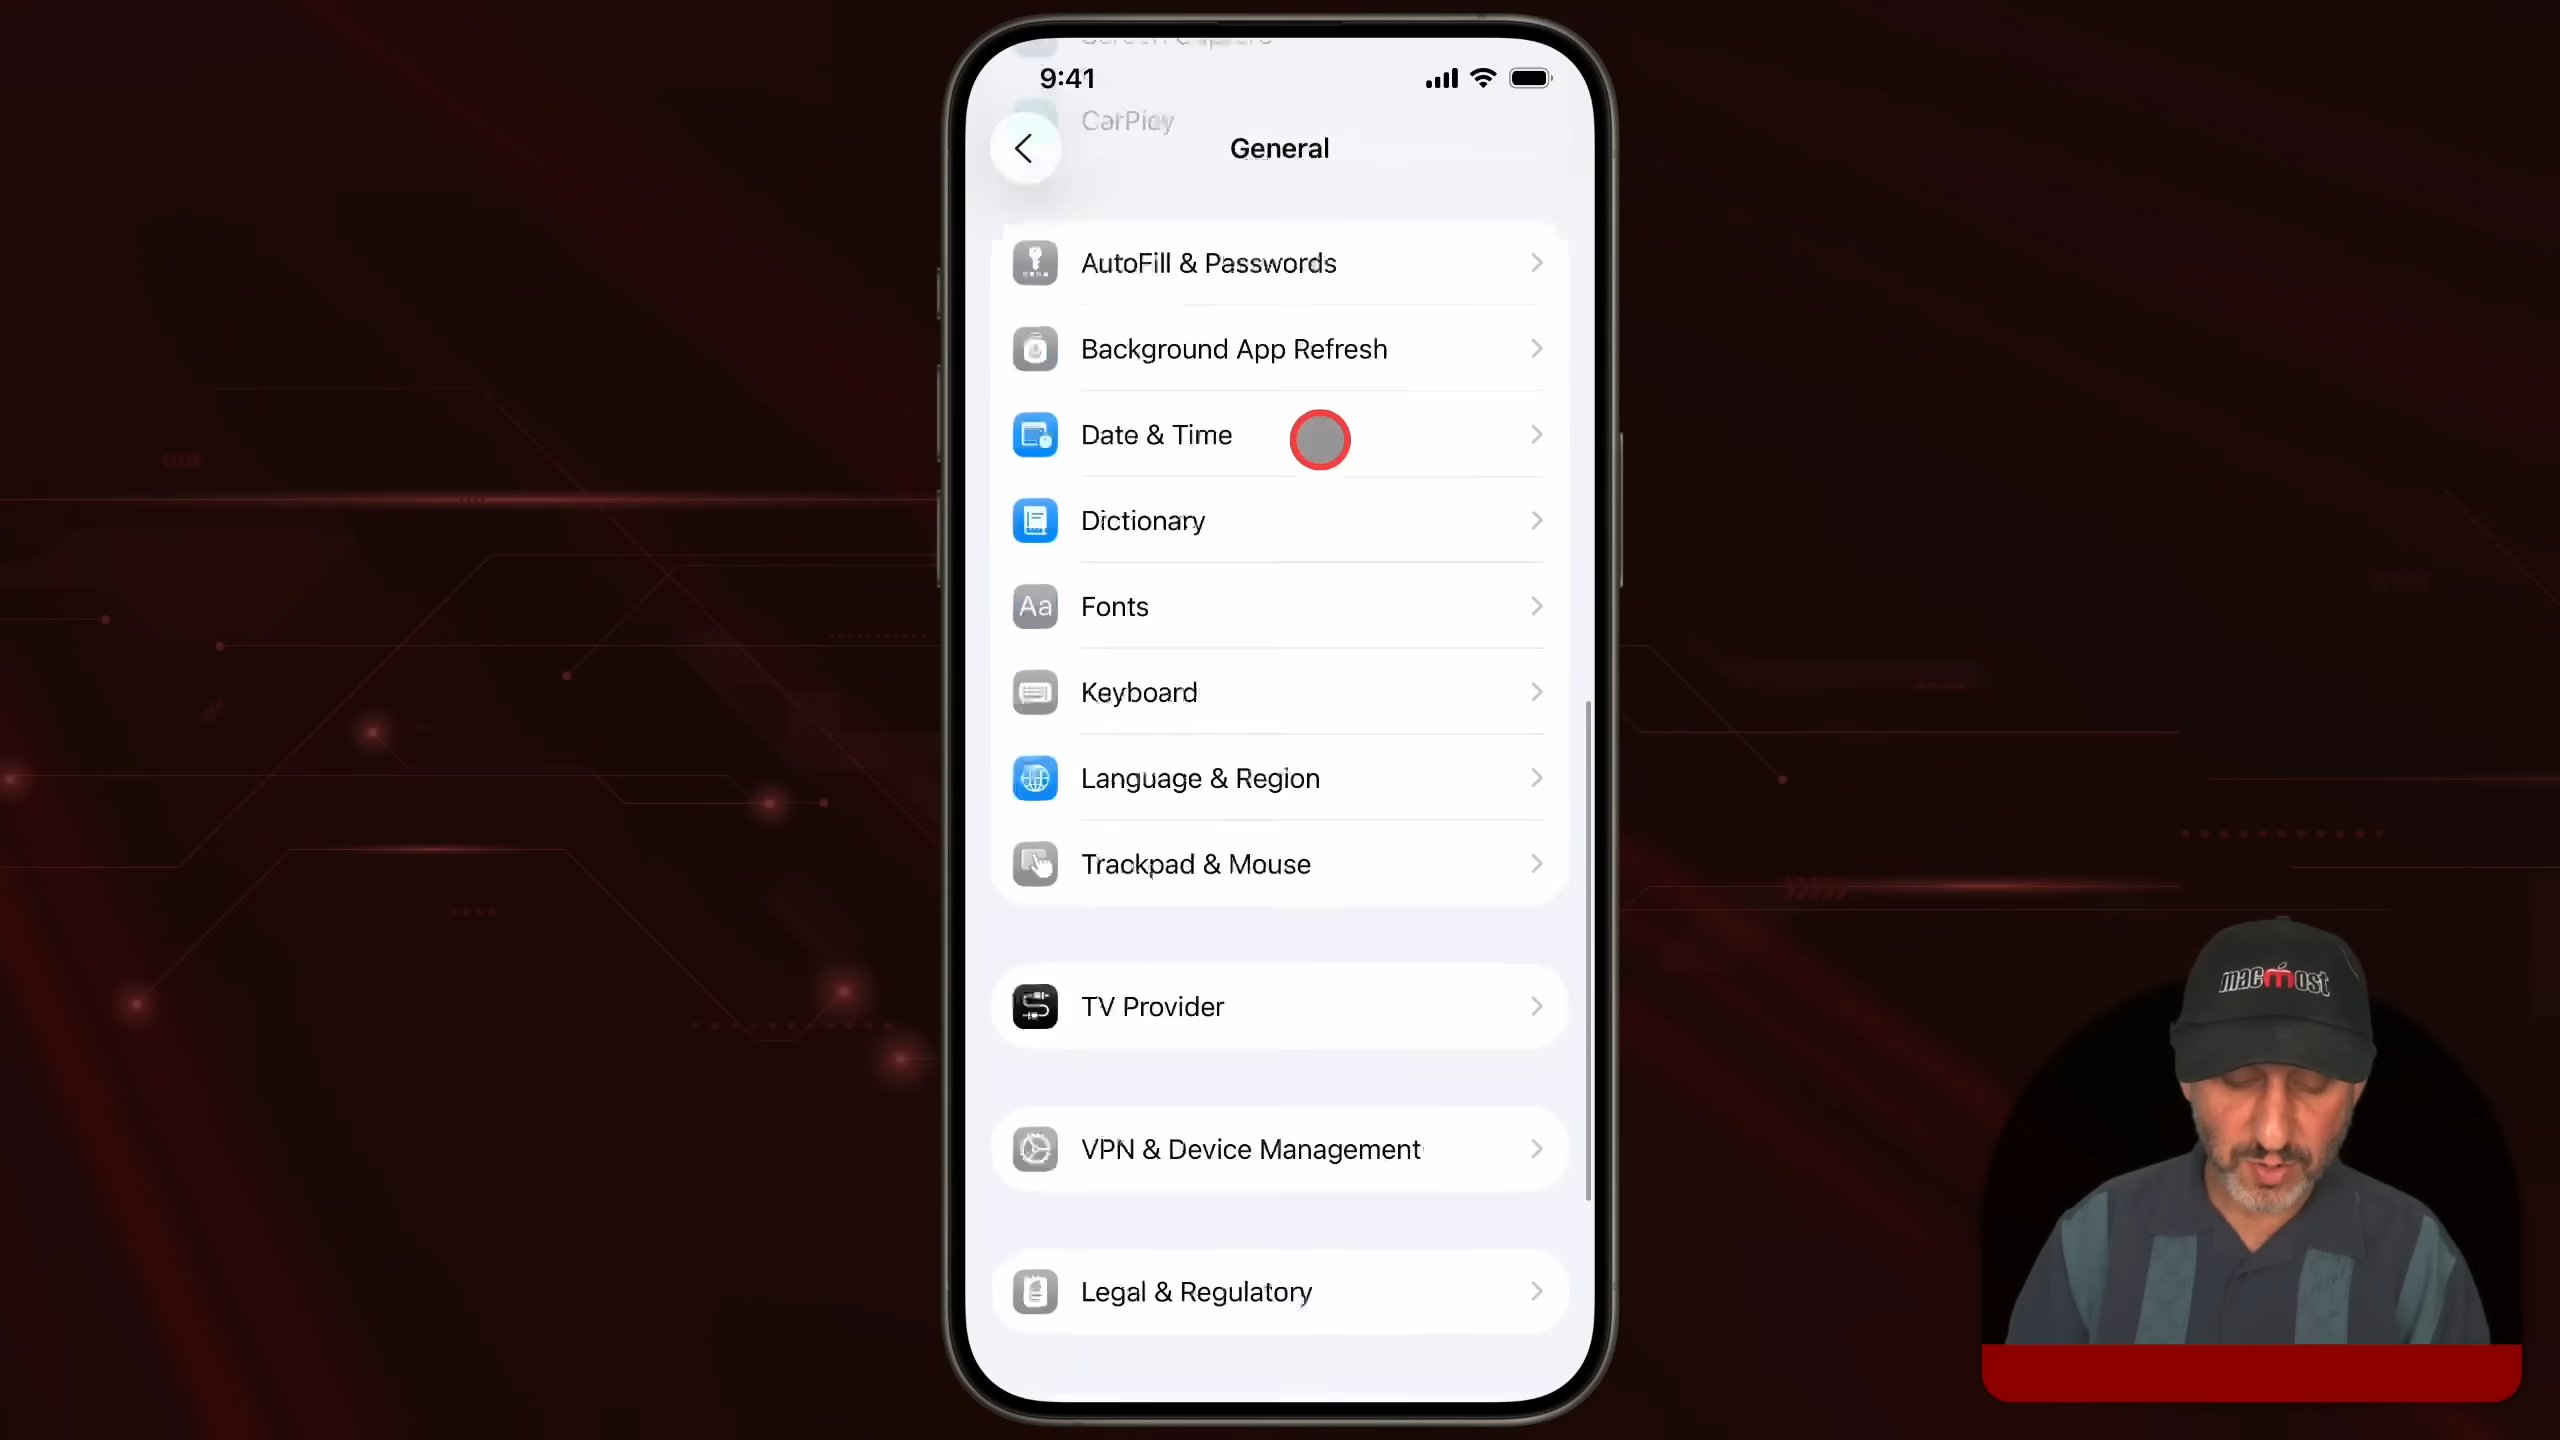 9:41
CarPlay
General
AutoFill & Passwords
Background App Refresh
Date & Time
Dictionary
Aa Fonts
Keyboard
Language & Region
Trackpad & Mouse
TV Provider
VPN & Device Management
Legal & Regulatory
macmost